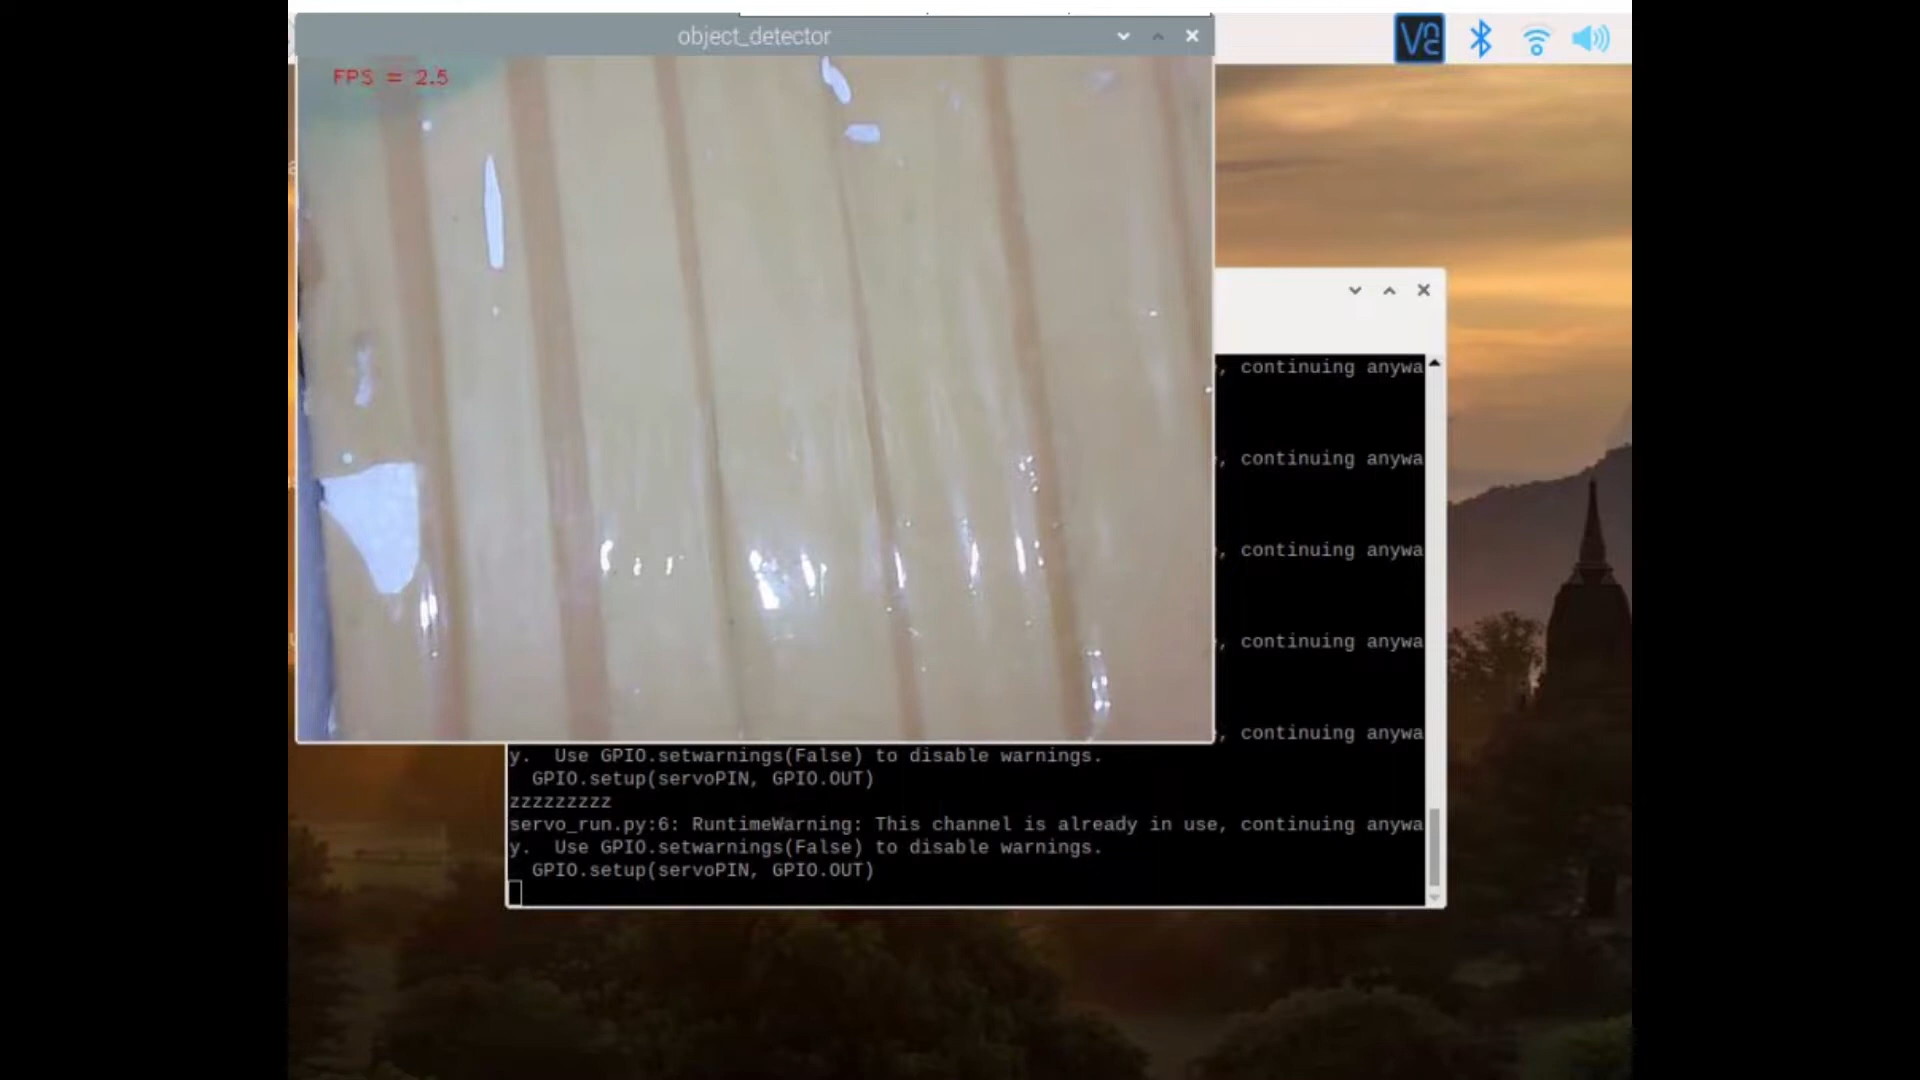 object_detector
FPS = 2.5
, continuing anywa
, continuing anywa
, continuing anywa
, continuing anywa
, continuing anywa
y.  Use GPIO.setwarnings(False) to disable warnings.
  GPIO.setup(servoPIN, GPIO.OUT)
zzzzzzzzz
servo_run.py:6: RuntimeWarning: This channel is already in use, continuing anywa
y.  Use GPIO.setwarnings(False) to disable warnings.
  GPIO.setup(servoPIN, GPIO.OUT)